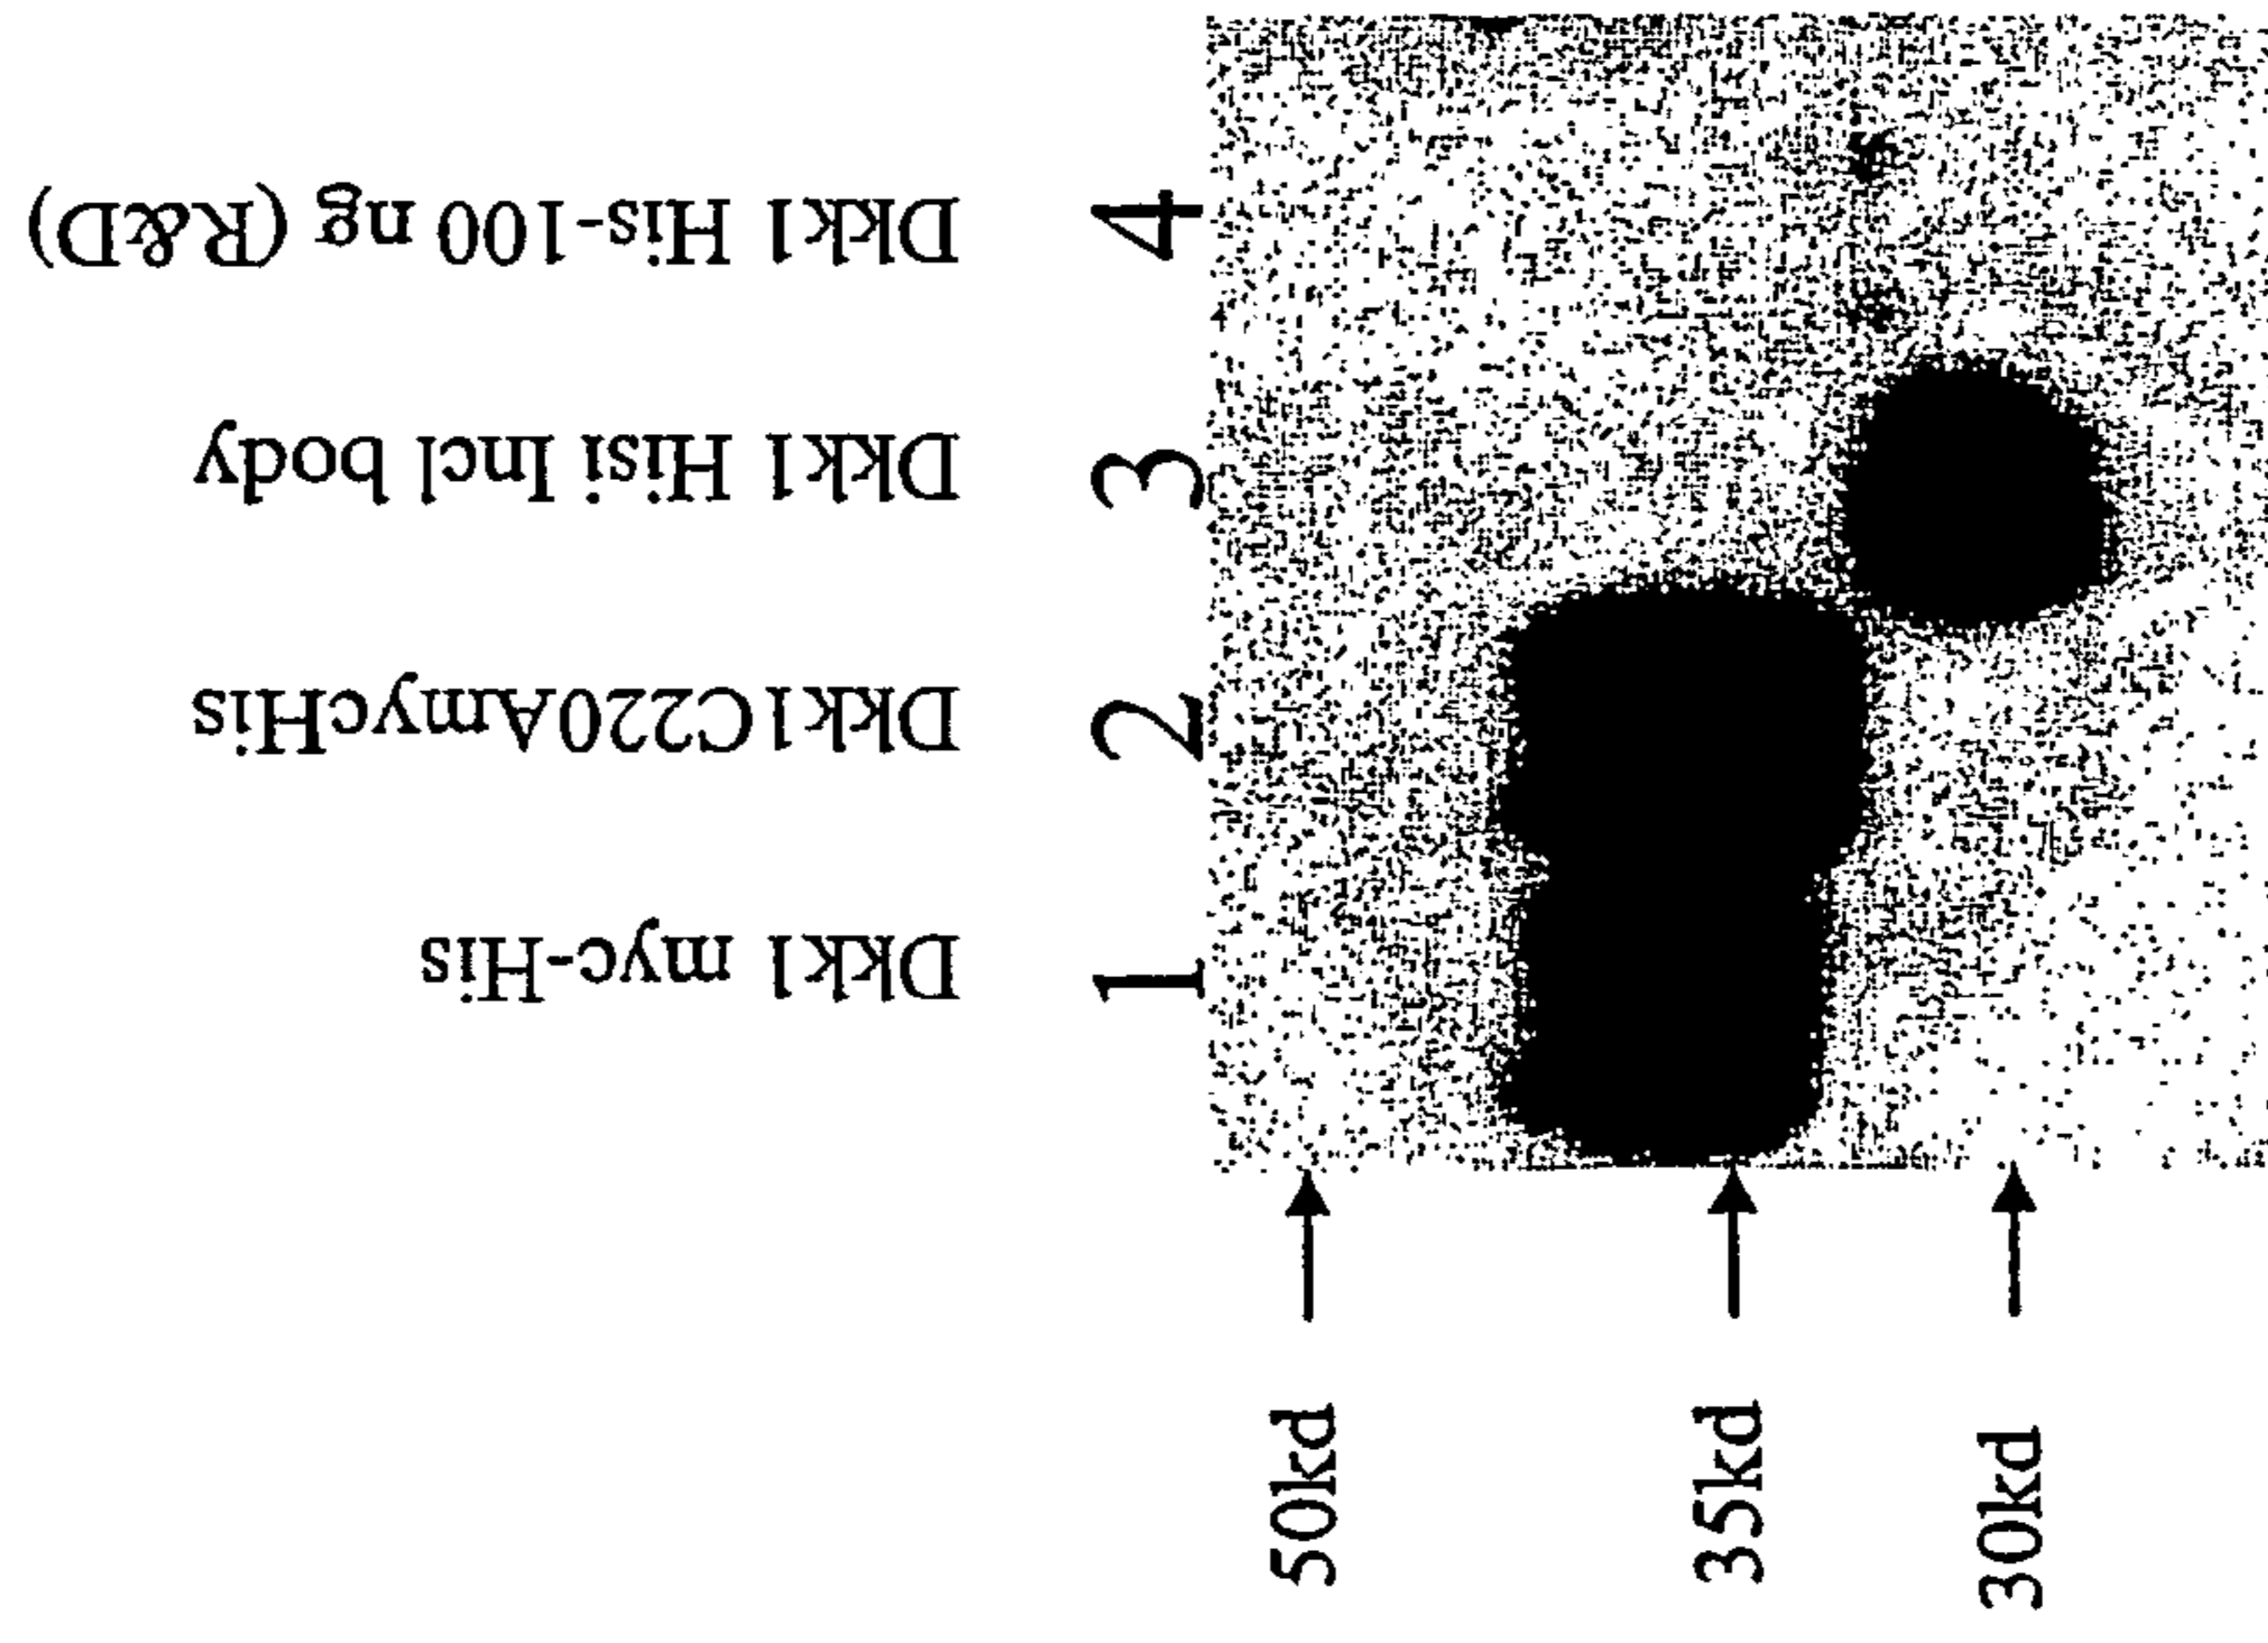 Dkk1 myc-His
Dkk1C220AmycHis
Dkk1 Hisi Incl body
Dkk1 His-100 ng (R&D)
1
2
3
4
50kd
35kd
30kd